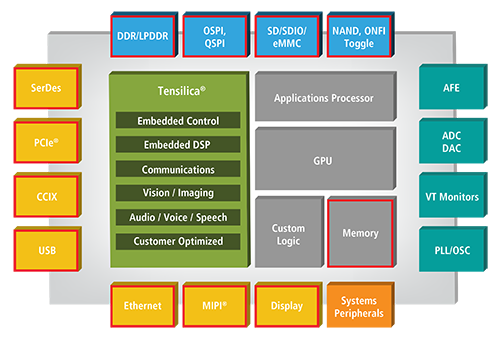 DDR/LPDDR
OSPI,
QSPI
SD/SDIO/
eMMC
NAND, ONFI
Toggle
SerDes
PCIe®
CCIX
USB
Tensilica®
Embedded Control
Embedded DSP
Communications
Vision / Imaging
Audio / Voice / Speech
Customer Optimized
Applications Processor
GPU
Custom
Logic
Memory
AFE
ADC
DAC
VT Monitors
PLL/OSC
Ethernet
MIPI®
Display
Systems
Peripherals